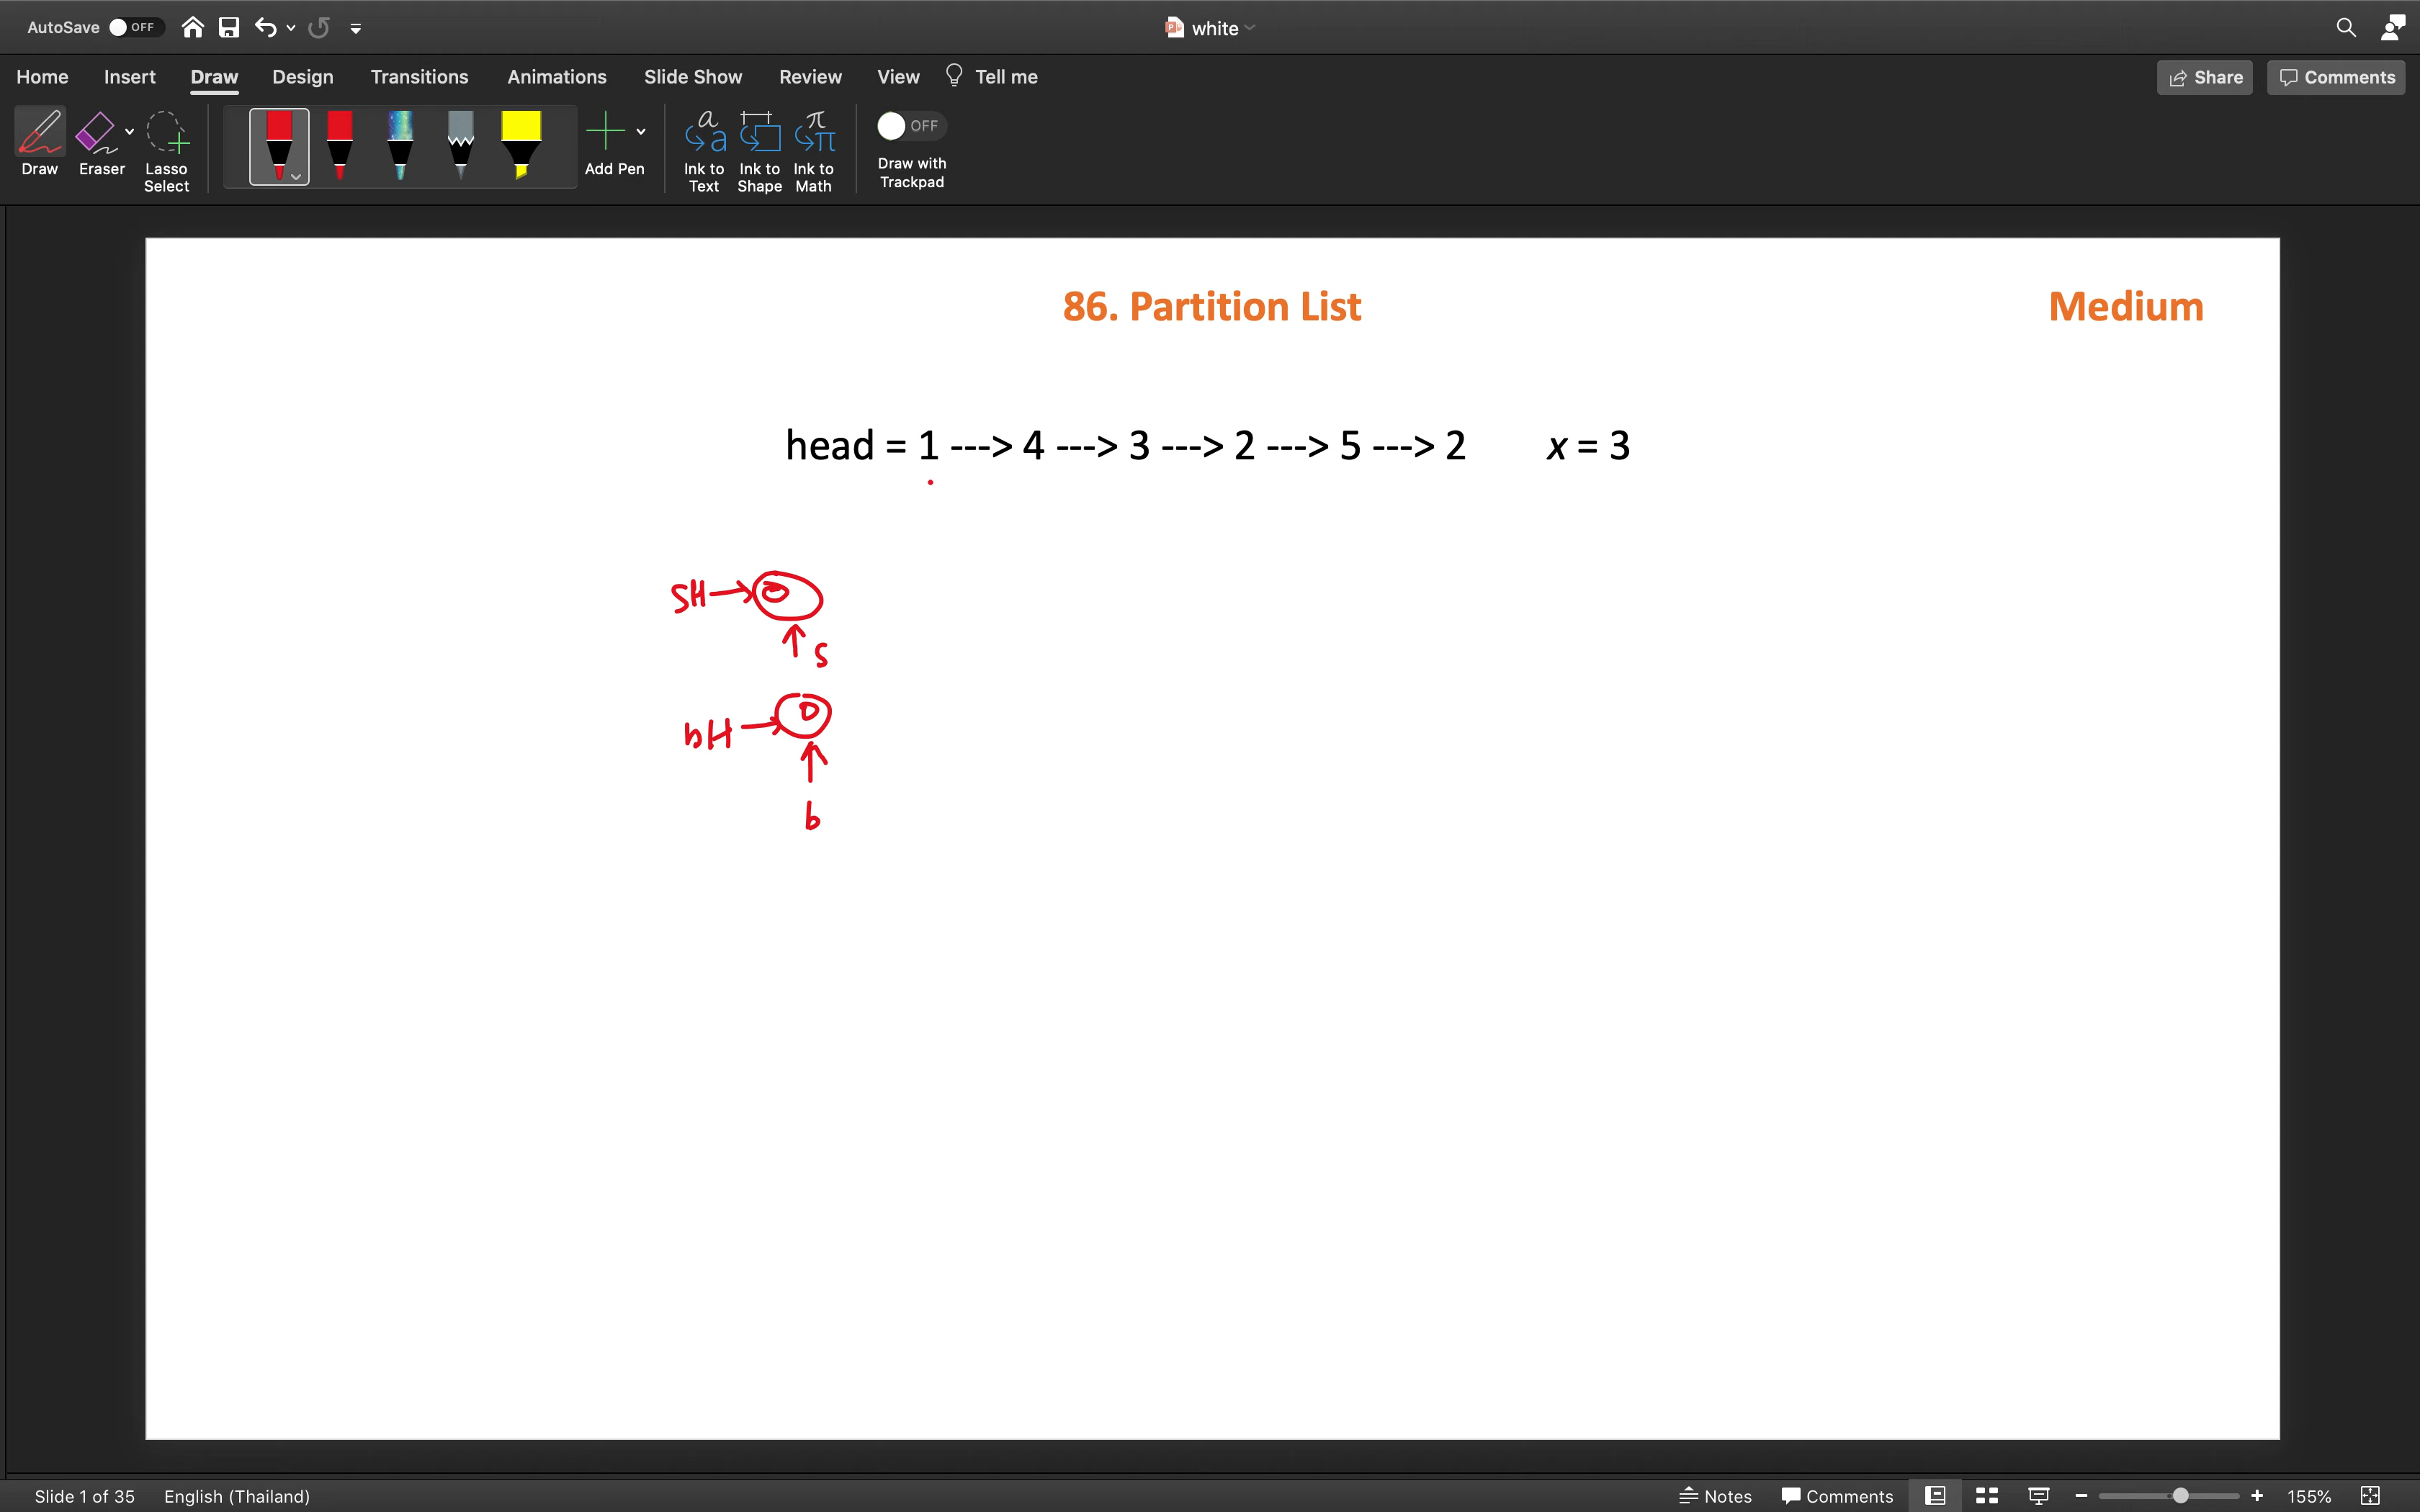 AutoSave OFF white
Home Insert Draw Design Transitions Animations Slide Show Review View Tell me Share Comments
Draw Eraser Lasso Select Add Pen Ink to Text Ink to Shape Ink to Math OFF Draw with Trackpad
86. Partition List Medium
head = 1 ---> 4 ---> 3 ---> 2 ---> 5 ---> 2 x = 3
SH
s
bH
b
Slide 1 of 35 English (Thailand) Notes Comments 155%